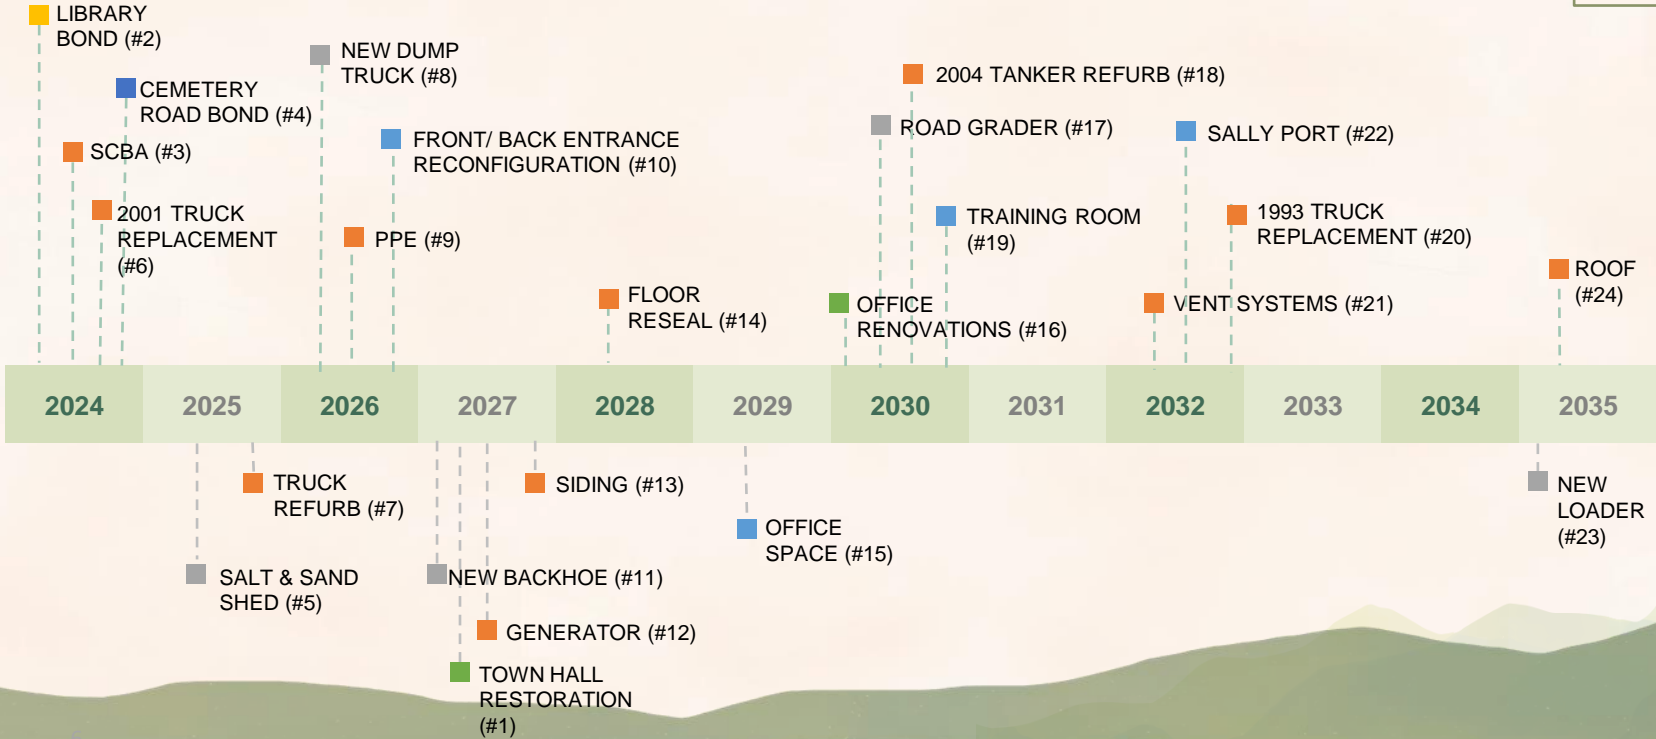 LIBRARY
BOND (#2)
NEW DUMP
TRUCK (#8)
2004 TANKER REFURB (#18)
CEMETERY
ROAD BOND (#4)
FRONT/ BACK ENTRANCE
RECONFIGURATION (#10)
ROAD GRADER (#17)
SALLY PORT (#22)
SCBA (#3)
2001 TRUCK
REPLACEMENT
(#6)
PPE (#9)
TRAINING ROOM
(#19)
1993 TRUCK
REPLACEMENT (#20)
FLOOR
RESEAL (#14)
OFFICE
RENOVATIONS (#16)
VENT SYSTEMS (#21)
ROOF
(#24)
2024
2025
2026
2027
2028
2029
2030
2031
2032
2033
2034
2035
TRUCK
REFURB (#7)
SIDING (#13)
NEW
LOADER
(#23)
OFFICE
SPACE (#15)
SALT & SAND
SHED (#5)
NEW BACKHOE (#11)
GENERATOR (#12)
TOWN HALL
RESTORATION
(#1)